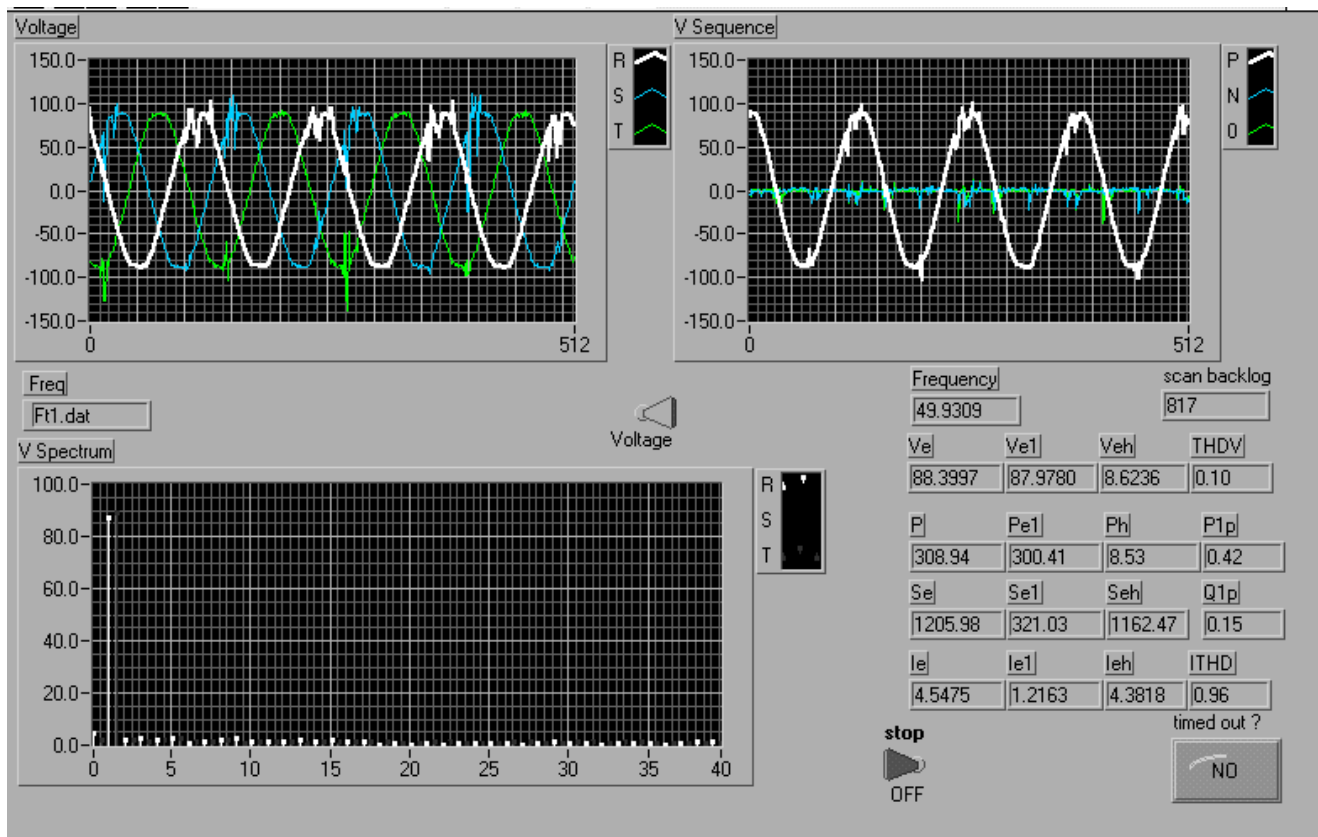 Voltage
V Sequence
150.0
100.0
50.0
0.0
-50.0
-100.0
-150.0
0
512
R
S
T
150.0
100.0
50.0
0.0
-50.0
-100.0
-150.0
0
512
P
N
0
Freq
Ft1.dat
Voltage
Frequency
scan backlog
49.9309
817
V Spectrum
100.0
80.0
60.0
40.0
20.0
0.0
0
5
10
15
20
25
30
35
40
R
S
T
Ve Ve1 Veh THDV
88.3997 87.9780 8.6236 0.10
P Pe1 Ph P1p
308.94 300.41 8.53 0.42
Se Se1 Seh Q1p
1205.98 321.03 1162.47 0.15
Ie Ie1 Ieh ITHD
4.5475 1.2163 4.3818 0.96
stop
OFF
timed out ?
NO